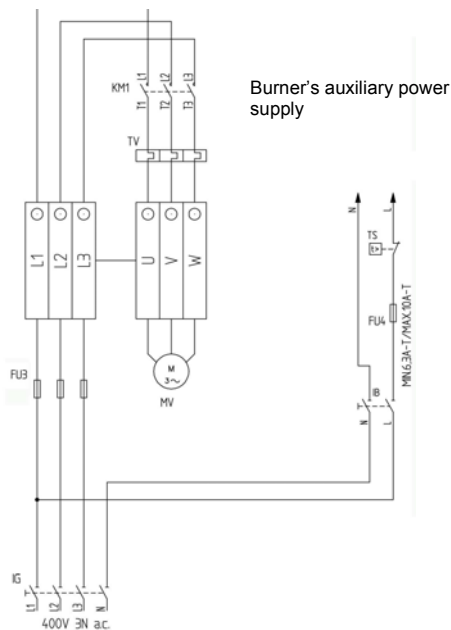 L1 L2 L3
KM1
T1 T2 T3
Burner's auxiliary power
supply
TV
N L
TS
t>
L1 L2 L3 U V W
FU4
MIN.6,3A-T/MAX.10A-T
M
3~
FU3
MV
IB
N L
IG
L1 L2 L3 N
400V 3N a.c.